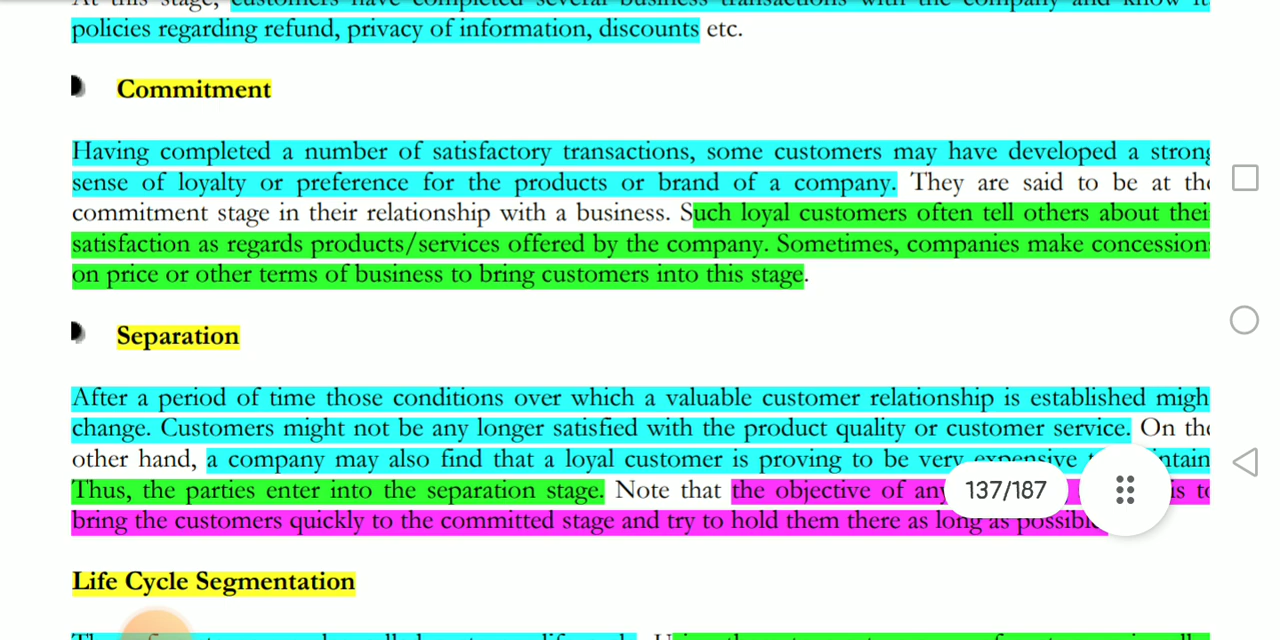 policies regarding refund, privacy of information, discounts etc.
Commitment
Having completed a number of satisfactory transactions, some customers may have developed a strong
sense of loyalty or preference for the products or brand of a company. They are said to be at the
commitment stage in their relationship with a business. Such loyal customers often tell others about thei
satisfaction as regards products/services offered by the company. Sometimes, companies make concession
on price or other terms of business to bring customers into this stage.
Separation
After a period of time those conditions over which a valuable customer relationship is established migh
change. Customers might not be any longer satisfied with the product quality or customer service. On the
other hand, a company may also find that a loyal customer is proving to be very expensive ntain
Thus, the parties enter into the separation stage. Note that the objective of any is to
137/187
bring the customers quickly to the committed stage and try to hold them there as long as possible
Life Cycle Segmentation